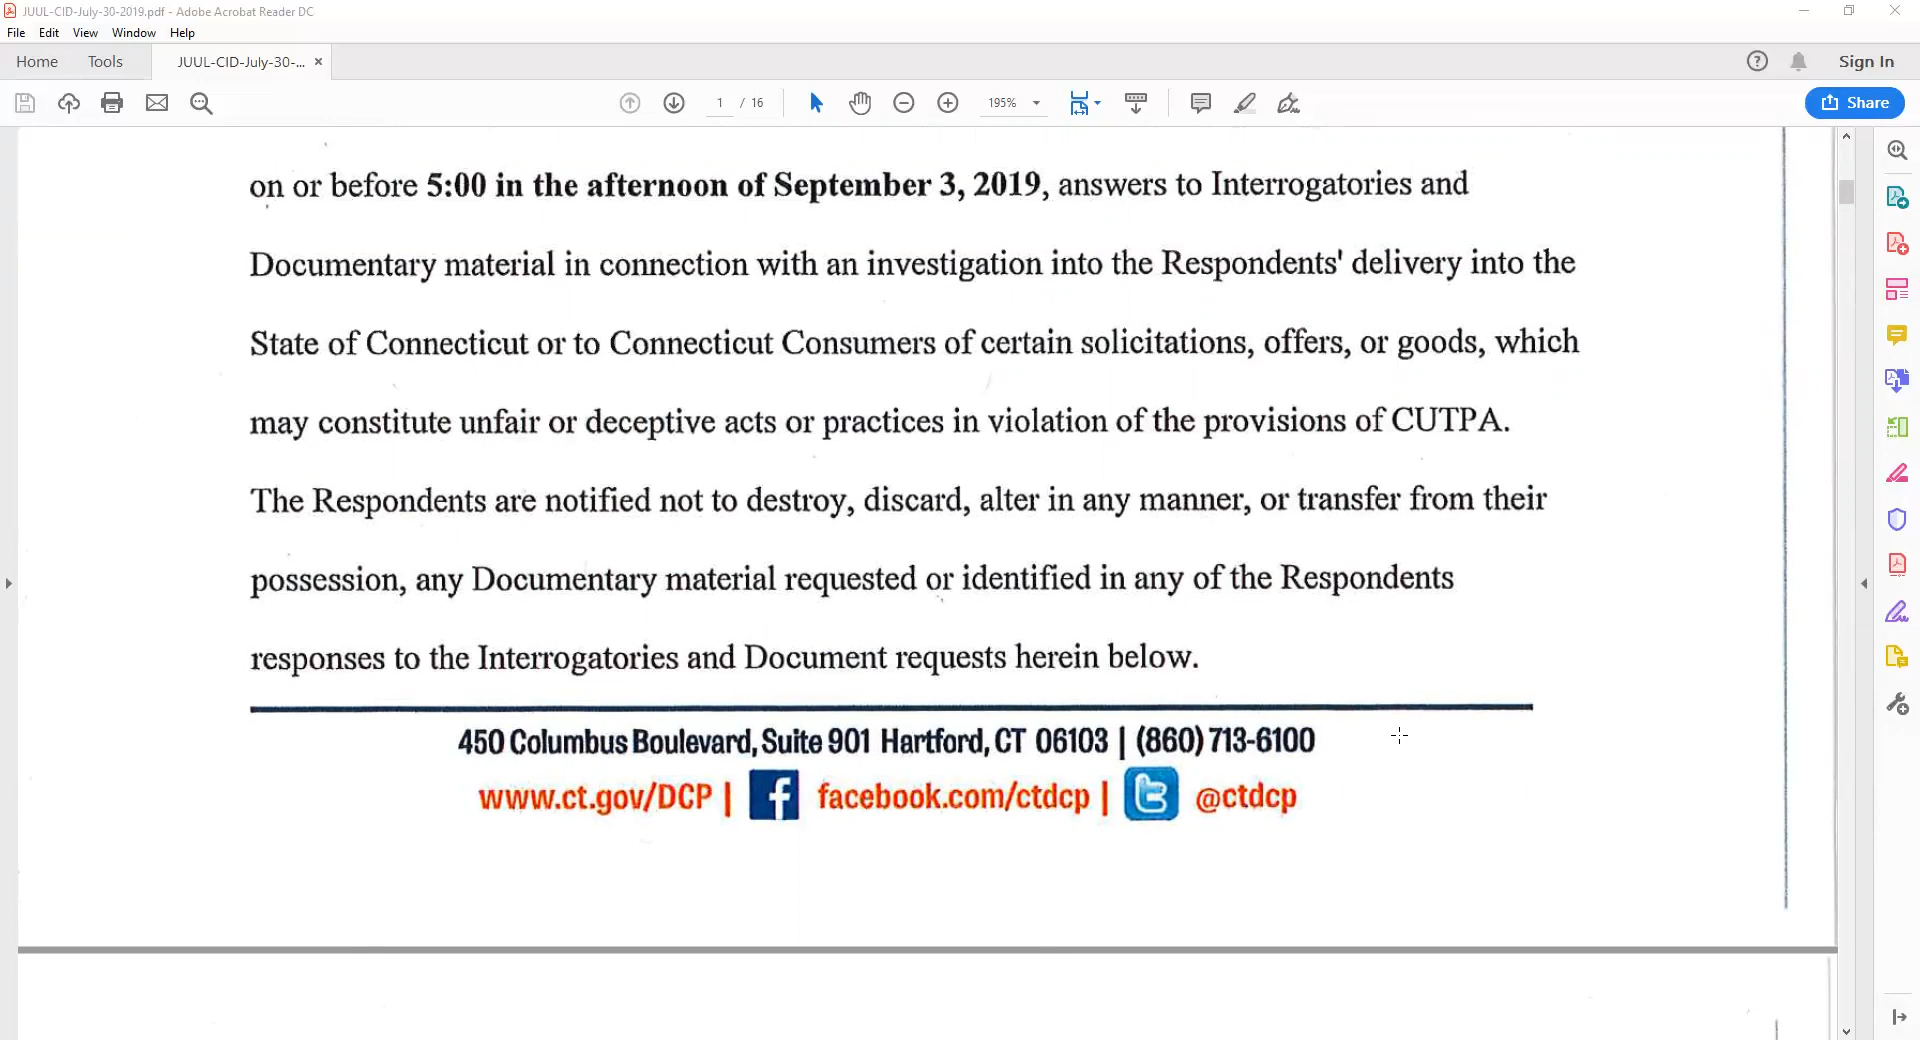 JUUL-CID-July-30-2019.pdf - Adobe Acrobat Reader DC
File Edit View Window Help
Home Tools JUUL-CID-July-30-... × Sign In
1 / 16 195% Share
on or before 5:00 in the afternoon of September 3, 2019, answers to Interrogatories and
Documentary material in connection with an investigation into the Respondents' delivery into the
State of Connecticut or to Connecticut Consumers of certain solicitations, offers, or goods, which
may constitute unfair or deceptive acts or practices in violation of the provisions of CUTPA.
The Respondents are notified not to destroy, discard, alter in any manner, or transfer from their
possession, any Documentary material requested or identified in any of the Respondents
responses to the Interrogatories and Document requests herein below.
450 Columbus Boulevard, Suite 901 Hartford, CT 06103 | (860) 713-6100
www.ct.gov/DCP | facebook.com/ctdcp | @ctdcp